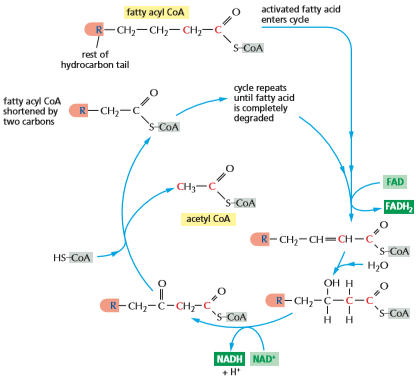 fatty acyl CoA
activated fatty acid
enters cycle
R–CH₂–CH₂–CH₂–C
O
S–CoA
rest of
hydrocarbon tail
fatty acyl CoA
shortened by
two carbons
R–CH₂–C
O
S–CoA
cycle repeats
until fatty acid
is completely
degraded
CH₃–C
O
S–CoA
acetyl CoA
FAD
FADH₂
R–CH₂–CH=CH–C
O
S–CoA
H₂O
HS–CoA
OH H O
R–CH₂–C–C–C
H H
S–CoA
O O
R–CH₂–C–CH₂–C
S–CoA
NADH NAD⁺
+ H⁺